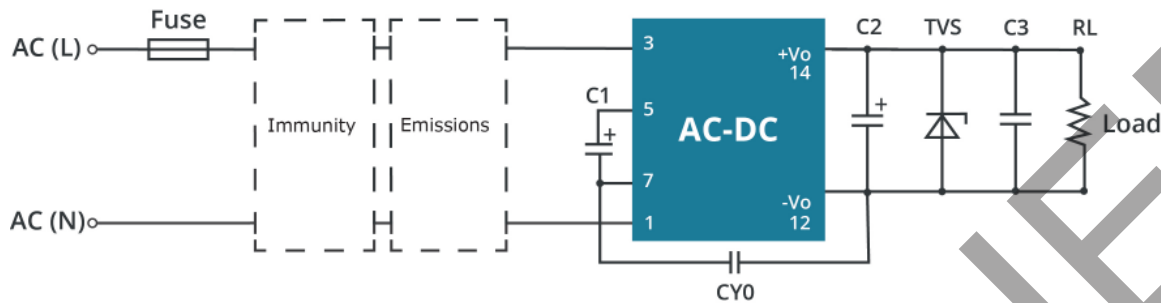 Fuse
C2 TVS C3 RL
AC (L)
3
+Vo
14
C1
5
+
+
Immunity
Emissions
AC-DC
Load
7
-Vo
12
AC (N)
1
CY0